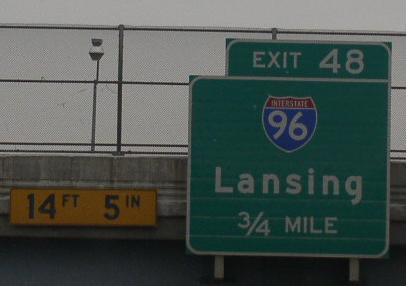 EXIT 48
INTERSTATE
96
Lansing
3/4 MILE
14 FT 5 IN